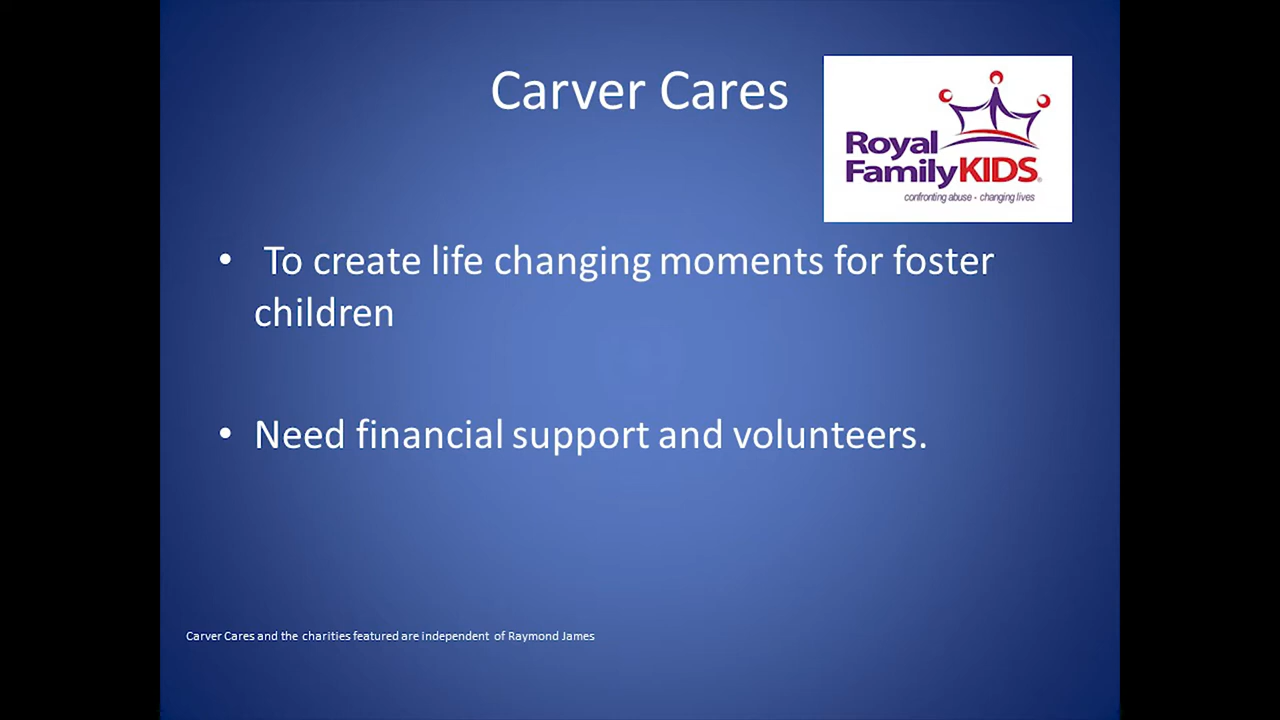 Carver Cares
Royal
FamilyKIDS®
confronting abuse - changing lives
• To create life changing moments for foster
children
• Need financial support and volunteers.
Carver Cares and the charities featured are independent of Raymond James